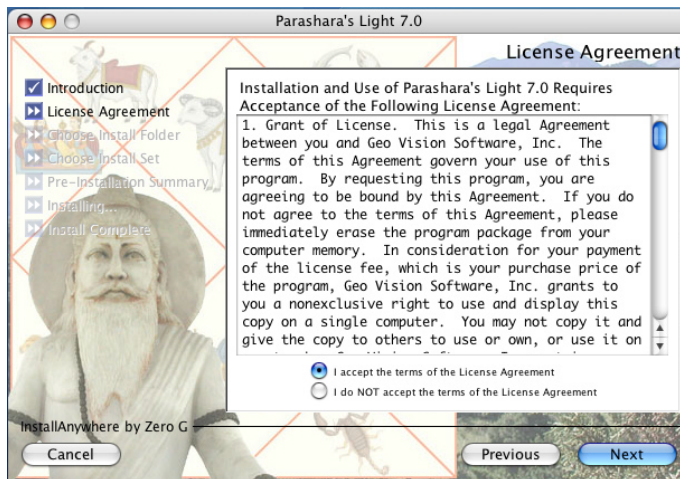 Parashara's Light 7.0
License Agreement
Introduction
License Agreement
Choose Install Folder
Choose Install Set
Pre-Installation Summary
Installing...
Install Complete
Installation and Use of Parashara's Light 7.0 Requires
Acceptance of the Following License Agreement:
1. Grant of License.  This is a legal Agreement
between you and Geo Vision Software, Inc.  The
terms of this Agreement govern your use of this
program.  By requesting this program, you are
agreeing to be bound by this Agreement.  If you do
not agree to the terms of this Agreement, please
immediately erase the program package from your
computer memory.  In consideration for your payment
of the license fee, which is your purchase price of
the program, Geo Vision Software, Inc. grants to
you a nonexclusive right to use and display this
copy on a single computer.  You may not copy it and
give the copy to others to use or own, or use it on
I accept the terms of the License Agreement
I do NOT accept the terms of the License Agreement
InstallAnywhere by Zero G
Cancel
Previous
Next